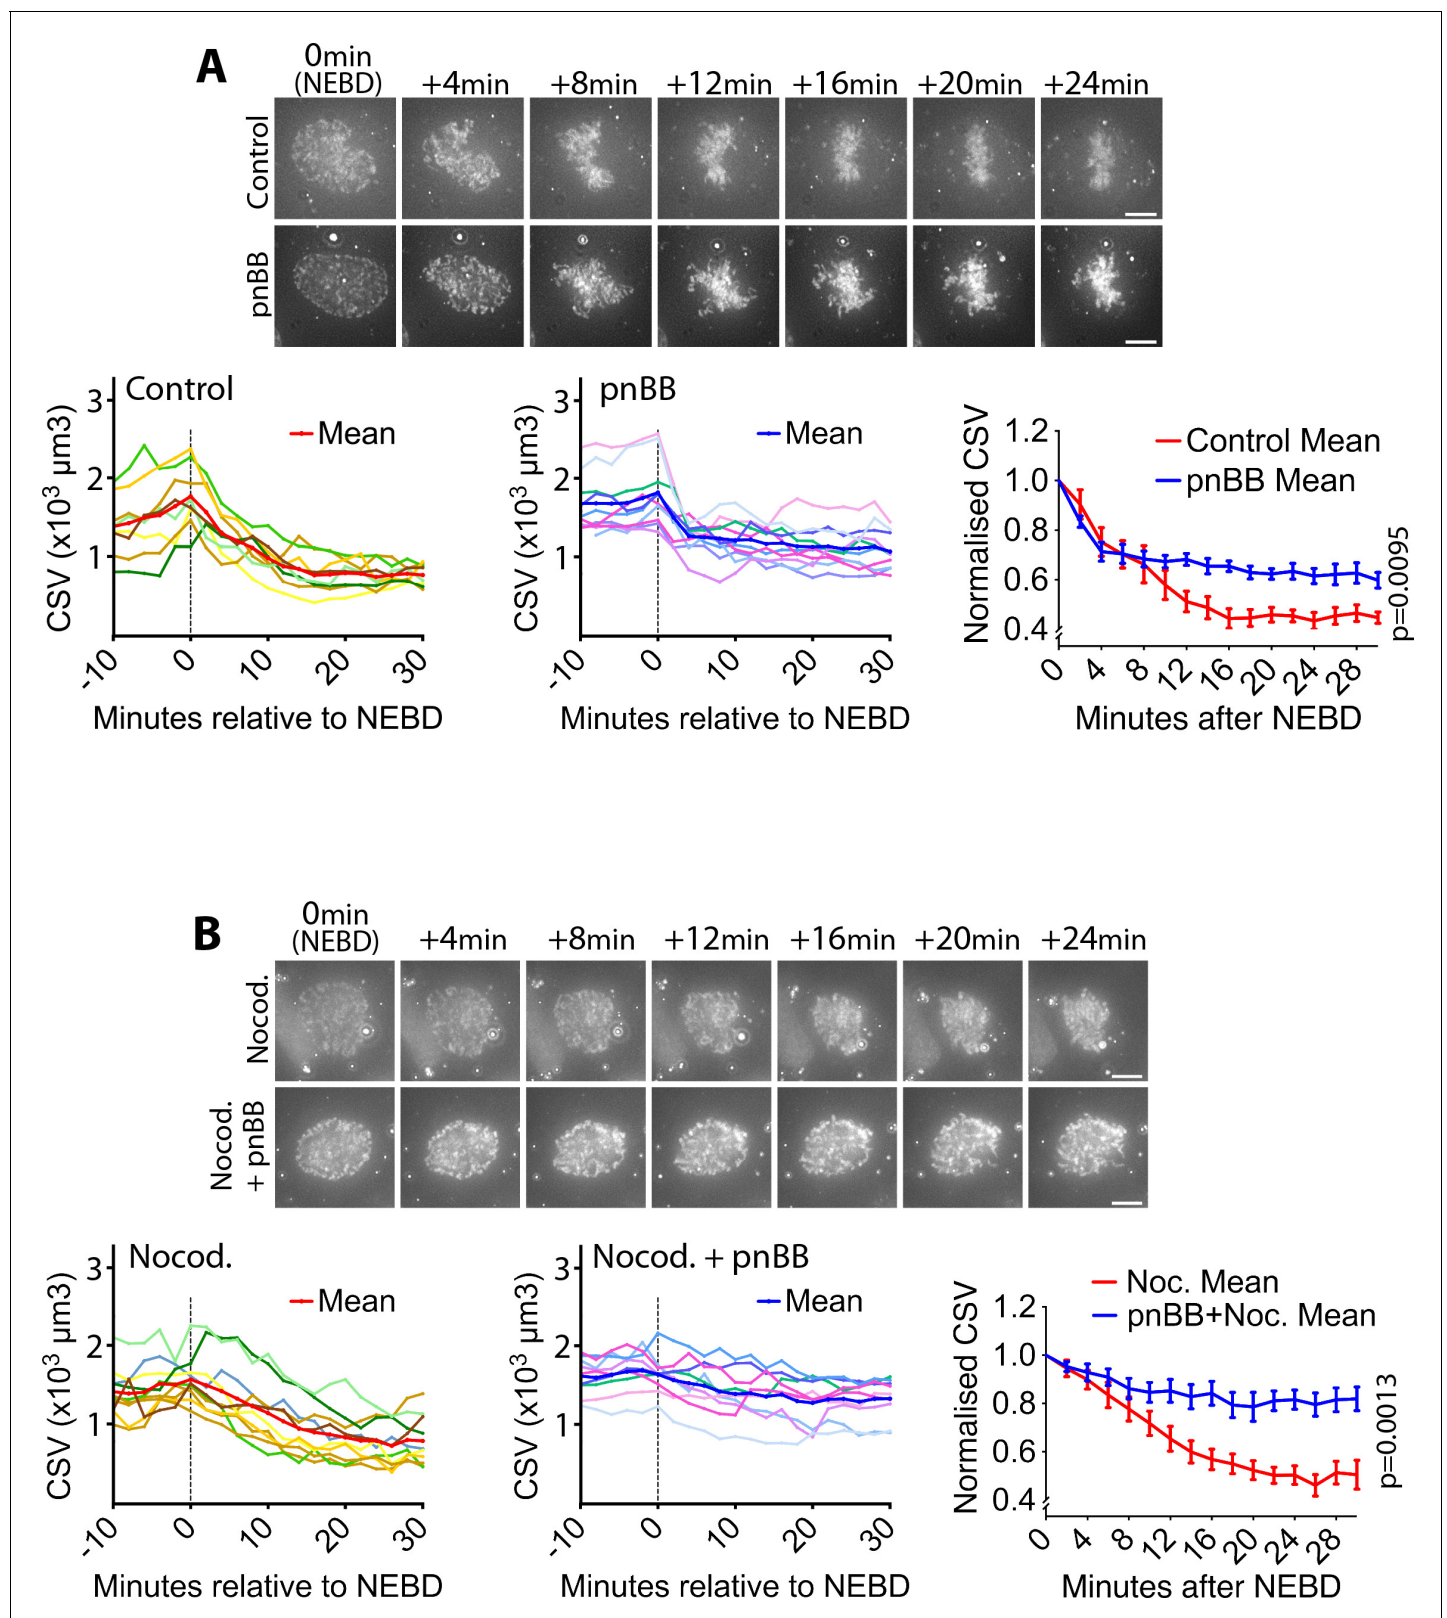 A
0min
(NEBD) +4min +8min +12min +16min +20min +24min
Control
pnBB
Control
Mean
CSV (x10³ µm3)
3
2
1
-10 0 10 20 30
Minutes relative to NEBD
pnBB
Mean
CSV (x10³ µm3)
3
2
1
-10 0 10 20 30
Minutes relative to NEBD
Control Mean
pnBB Mean
Normalised CSV
1.2
1.0
0.8
0.6
0.4
0 4 8 12 16 20 24 28
Minutes after NEBD
p=0.0095
B
0min
(NEBD) +4min +8min +12min +16min +20min +24min
Nocod.
Nocod.
+ pnBB
Nocod.
Mean
CSV (x10³ µm3)
3
2
1
-10 0 10 20 30
Minutes relative to NEBD
Nocod. + pnBB
Mean
CSV (x10³ µm3)
3
2
1
-10 0 10 20 30
Minutes relative to NEBD
Noc. Mean
pnBB+Noc. Mean
Normalised CSV
1.2
1.0
0.8
0.6
0.4
0 4 8 12 16 20 24 28
Minutes after NEBD
p=0.0013